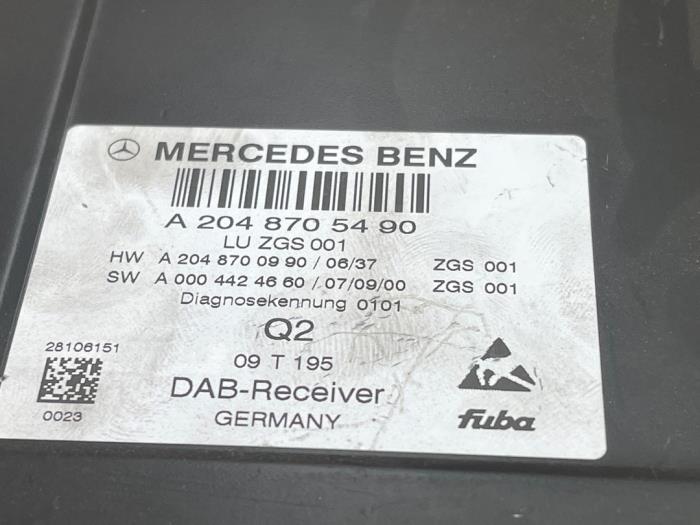 MERCEDES BENZ
A 204 870 54 90
LU ZGS 001
HW A 204 870 09 90 / 06/37 ZGS 001
SW A 000 442 46 60 / 07/09/00 ZGS 001
Diagnosekennung 0101
Q2
28106151
09 T 195
DAB-Receiver
0023
GERMANY
fuba